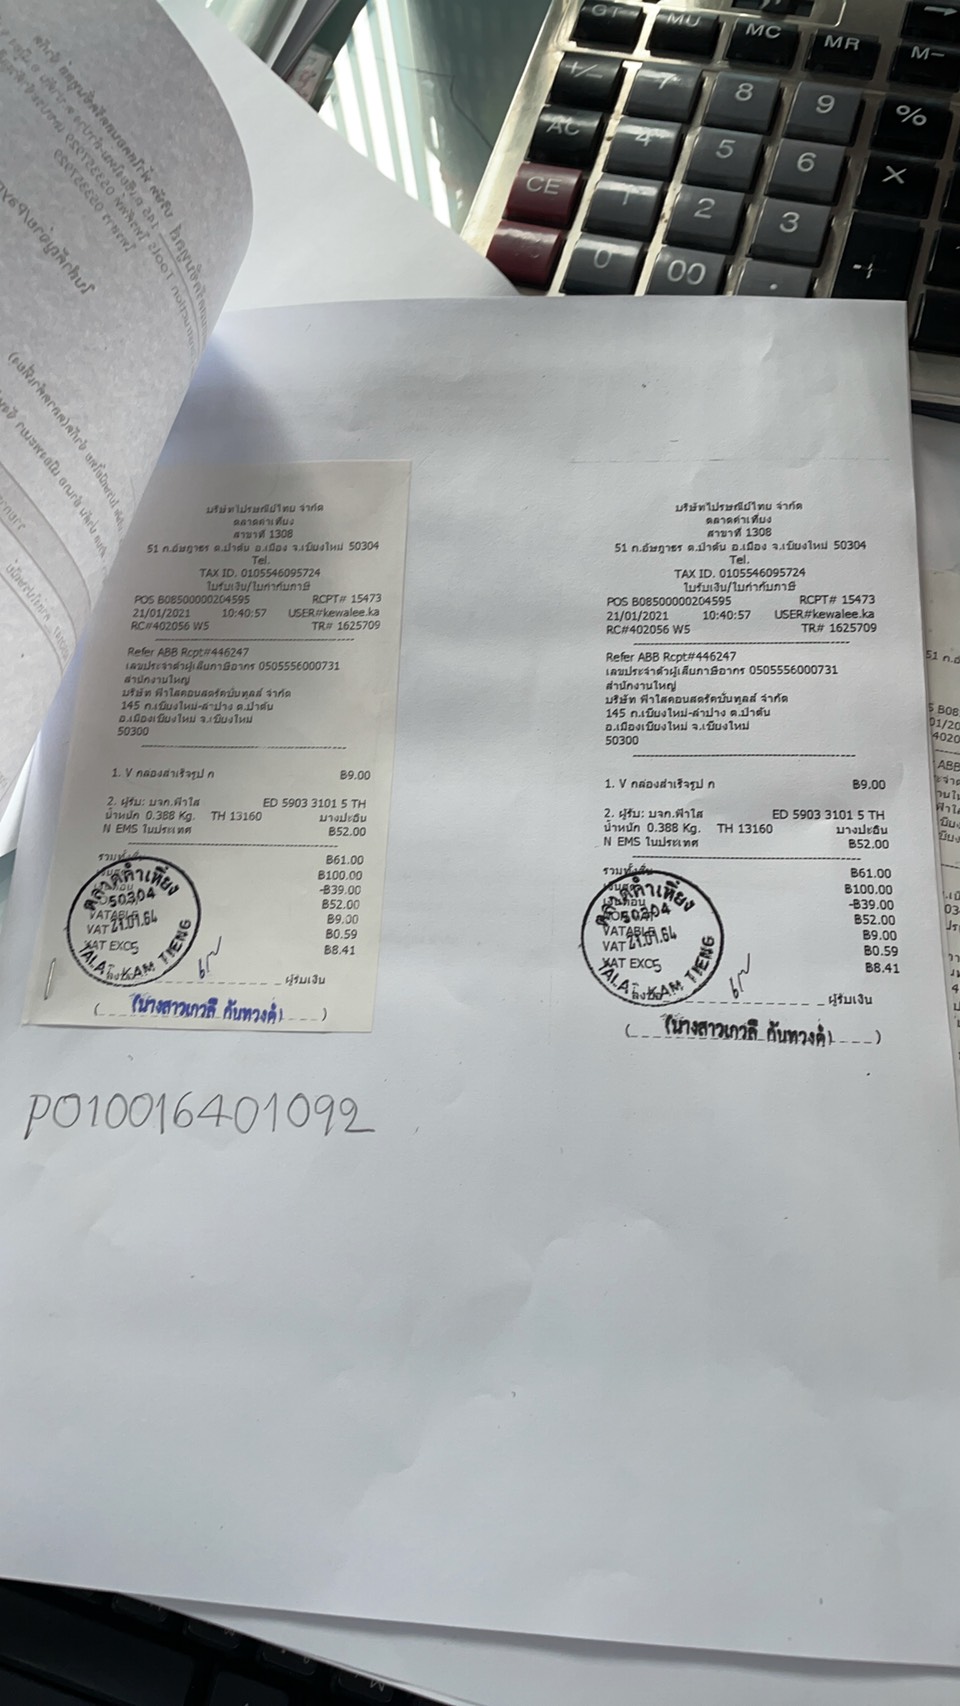 บริษัทไปรษณีย์ไทย จำกัด
ตลาดคำเที่ยง
สาขาที่ 1308
51 ถ.อัษฎาธร ต.ป่าตัน อ.เมือง จ.เชียงใหม่ 50304
Tel.
TAX ID. 0105546095724
ใบรับเงิน/ใบกำกับภาษี
POS B08500000204595 RCPT# 15473
21/01/2021 10:40:57 USER#kewalee.ka
RC#402056 W5 TR# 1625709
Refer ABB Rcpt#446247
เลขประจำตัวผู้เสียภาษีอากร 0505556000731
สำนักงานใหญ่
บริษัท ฟ้าใสคอนสตรัคชั่นทูลส์ จำกัด
145 ถ.เชียงใหม่-ลำปาง ต.ป่าตัน
อ.เมืองเชียงใหม่ จ.เชียงใหม่
50300
1. V กล่องสำเร็จรูป ก ฿9.00
2. ผู้รับ: บจก.ฟ้าใส ED 5903 3101 5 TH
น้ำหนัก 0.388 Kg. TH 13160 บางปะอิน
N EMS ในประเทศ ฿52.00
รวมทั้งสิ้น ฿61.00
เงินสด ฿100.00
เงินทอน -฿39.00
฿52.00
VATABLE ฿9.00
VAT ฿0.59
VAT EXC ฿8.41
ตลาดคำเที่ยง
50304
21.01.64
5
TALAT KAM TIENG
ผู้รับเงิน
(นางสาวเกวลี กันทวงค์)
PO10016401092
บริษัทไปรษณีย์ไทย จำกัด
ตลาดคำเที่ยง
สาขาที่ 1308
51 ถ.อัษฎาธร ต.ป่าตัน อ.เมือง จ.เชียงใหม่ 50304
Tel.
TAX ID. 0105546095724
ใบรับเงิน/ใบกำกับภาษี
POS B08500000204595 RCPT# 15473
21/01/2021 10:40:57 USER#kewalee.ka
RC#402056 W5 TR# 1625709
Refer ABB Rcpt#446247
เลขประจำตัวผู้เสียภาษีอากร 0505556000731
สำนักงานใหญ่
บริษัท ฟ้าใสคอนสตรัคชั่นทูลส์ จำกัด
145 ถ.เชียงใหม่-ลำปาง ต.ป่าตัน
อ.เมืองเชียงใหม่ จ.เชียงใหม่
50300
1. V กล่องสำเร็จรูป ก ฿9.00
2. ผู้รับ: บจก.ฟ้าใส ED 5903 3101 5 TH
น้ำหนัก 0.388 Kg. TH 13160 บางปะอิน
N EMS ในประเทศ ฿52.00
รวมทั้งสิ้น ฿61.00
เงินสด ฿100.00
เงินทอน -฿39.00
฿52.00
VATABLE ฿9.00
VAT ฿0.59
VAT EXC ฿8.41
ตลาดคำเที่ยง
50304
21.01.64
5
TALAT KAM TIENG
ผู้รับเงิน
(นางสาวเกวลี กันทวงค์)
GT MU MC MR M-
+/- 7 8 9 %
AC 4 5 6 X
CE 1 2 3 +
0 00 .